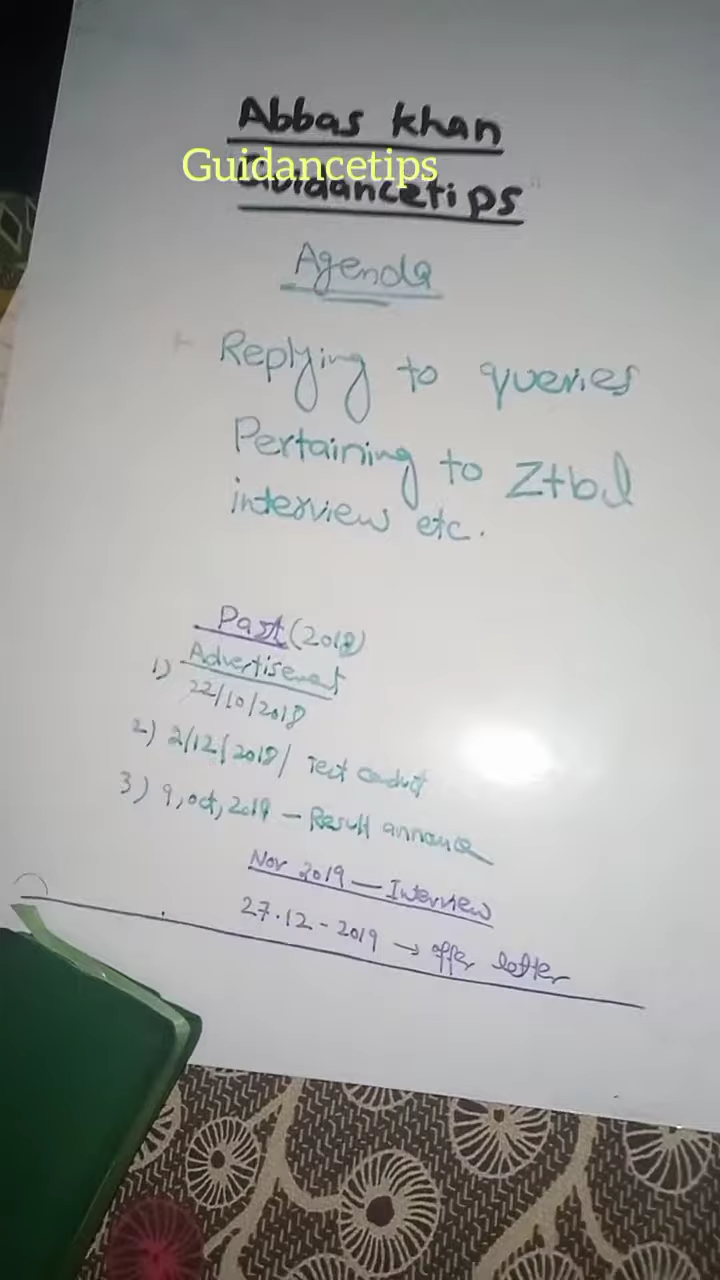 Abbas khan
Guidancetips
Guidancetips
Agenda
Replying to queries
Pertaining to Ztbl
interview etc.
Past (2018)
1) Advertisement
22/10/2018
2) 2/12/2018/ Test conduct
3) 9, oct, 2019 - Result announce
Nov 2019 - Interview
27.12-2019 → offer letter